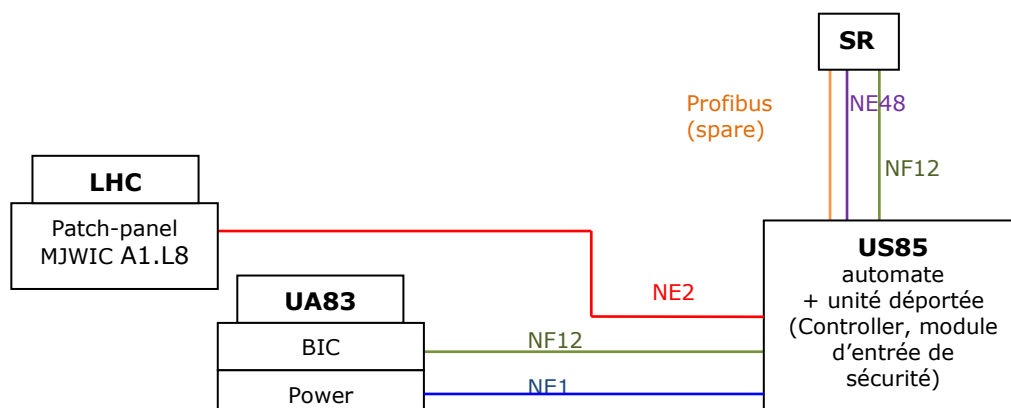 SR
Profibus
(spare)
NE48
NF12
LHC
Patch-panel
MJWIC A1.L8
US85
automate
+ unité déportée
(Controller, module
d'entrée de
sécurité)
NE2
UA83
BIC
NF12
Power
NE1